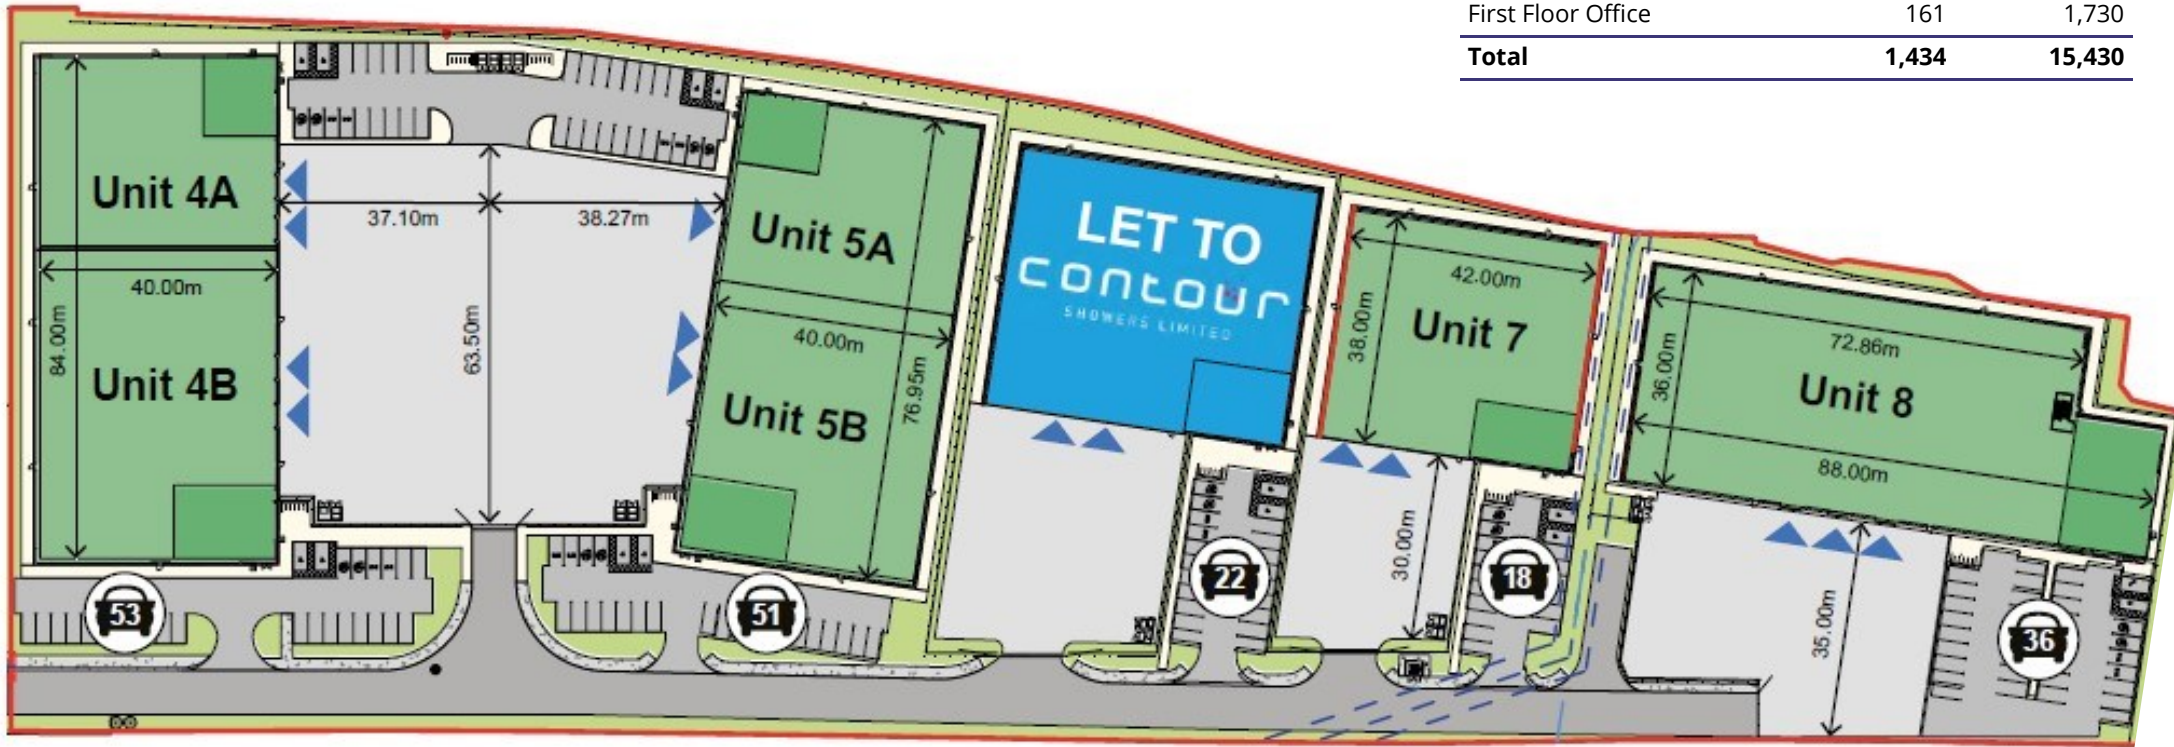 First Floor Office 161 1,730
Total 1,434 15,430
Unit 4A
Unit 4B
40.00m
84.00m
37.10m
38.27m
63.50m
Unit 5A
40.00m
Unit 5B
76.95m
LET TO
contour
SHOWERS LIMITED
42.00m
38.00m
Unit 7
30.00m
72.86m
36.00m
Unit 8
88.00m
35.00m
53
51
22
18
36